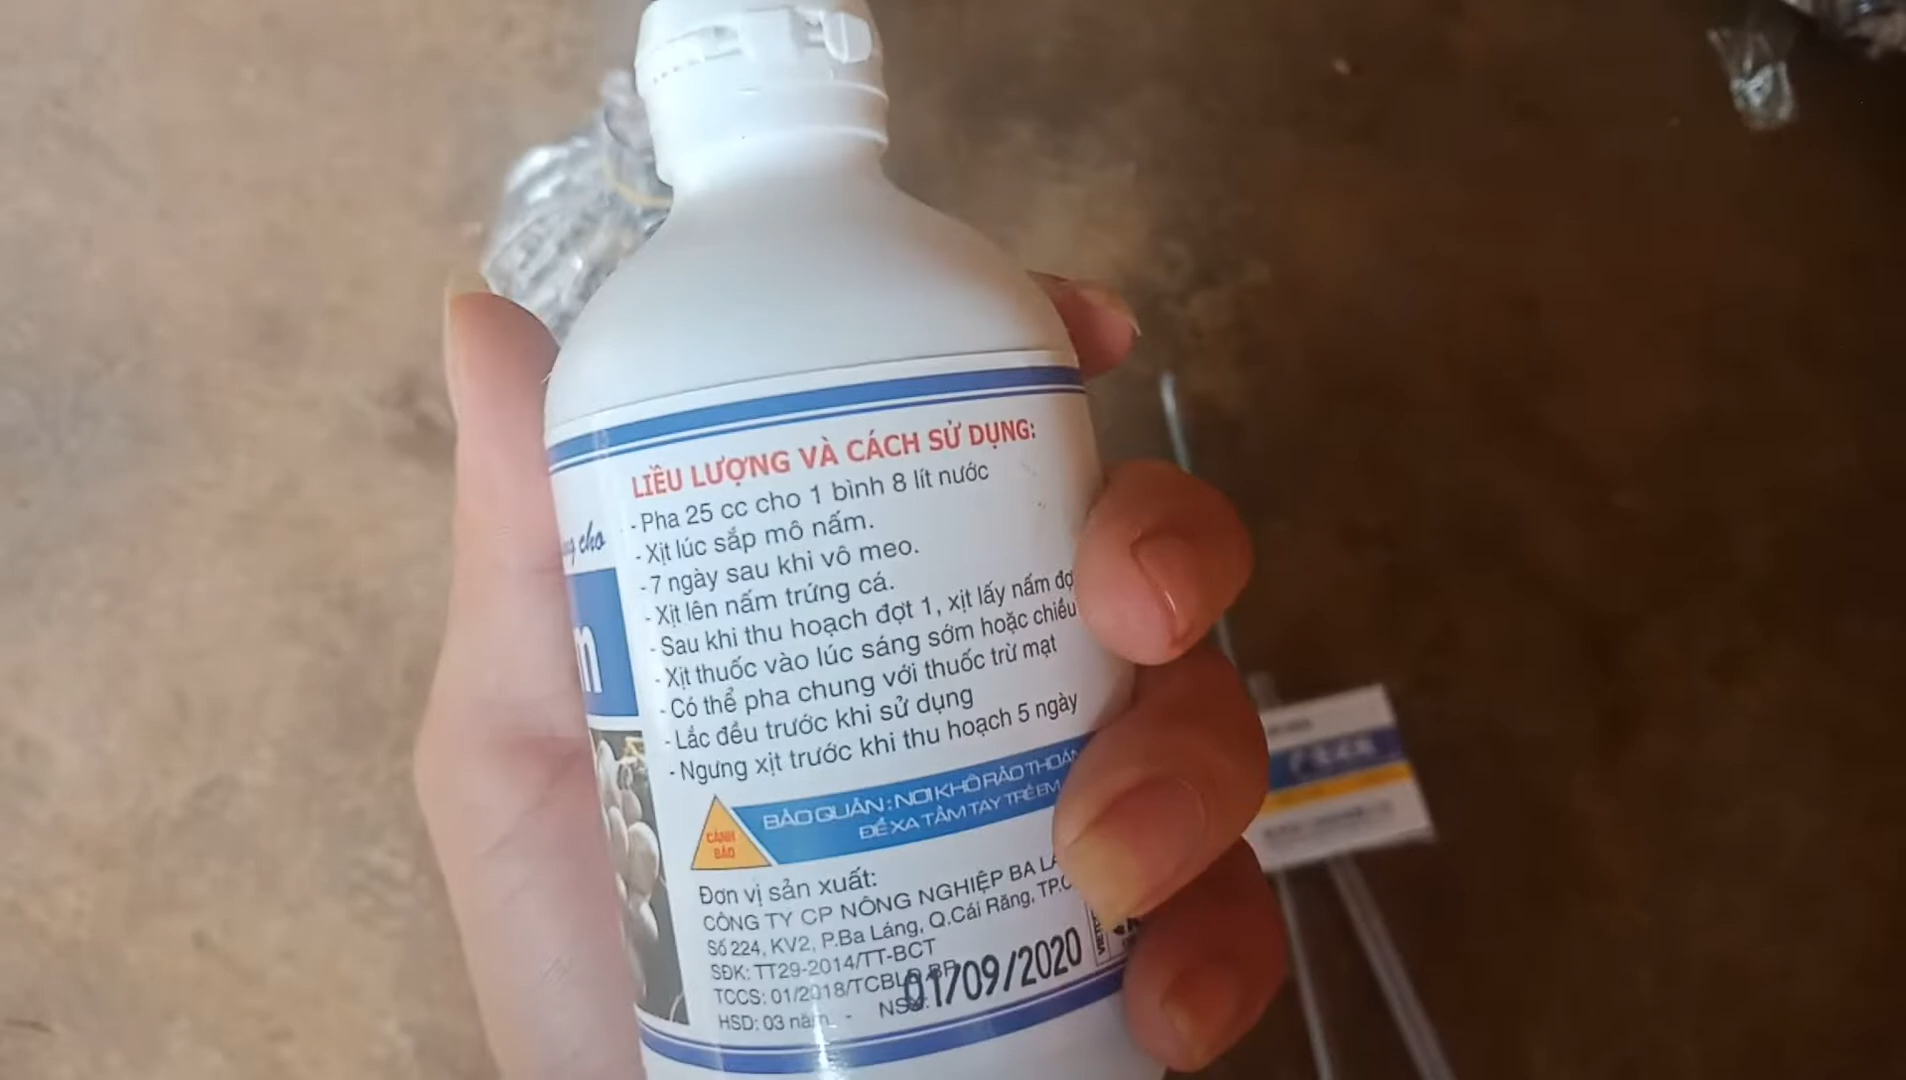 LIỀU LƯỢNG VÀ CÁCH SỬ DỤNG:
- Pha 25 cc cho 1 bình 8 lít nước
- Xịt lúc sắp mô nấm.
- 7 ngày sau khi vô meo.
- Xịt lên nấm trứng cá.
- Sau khi thu hoạch đợt 1, xịt lấy nấm
- Xịt thuốc vào lúc sáng sớm hoặc chiều
- Có thể pha chung với thuốc trừ mạt
- Lắc đều trước khi sử dụng
- Ngưng xịt trước khi thu hoạch 5 ngày
cho
m
CẢNH
BÁO
BẢO QUẢN: NƠI KHÔ RÁO
ĐỂ XA TẦM TAY TRẺ EM
Đơn vị sản xuất:
CÔNG TY CP NÔNG NGHIỆP BA
Số 224, KV2, P.Ba Láng, Q.Cái Răng,
SĐK: TT29-2014/TT-BCT
TCCS: 01/2018/
HSD: 03 năm. - NSX: 01/09/2020